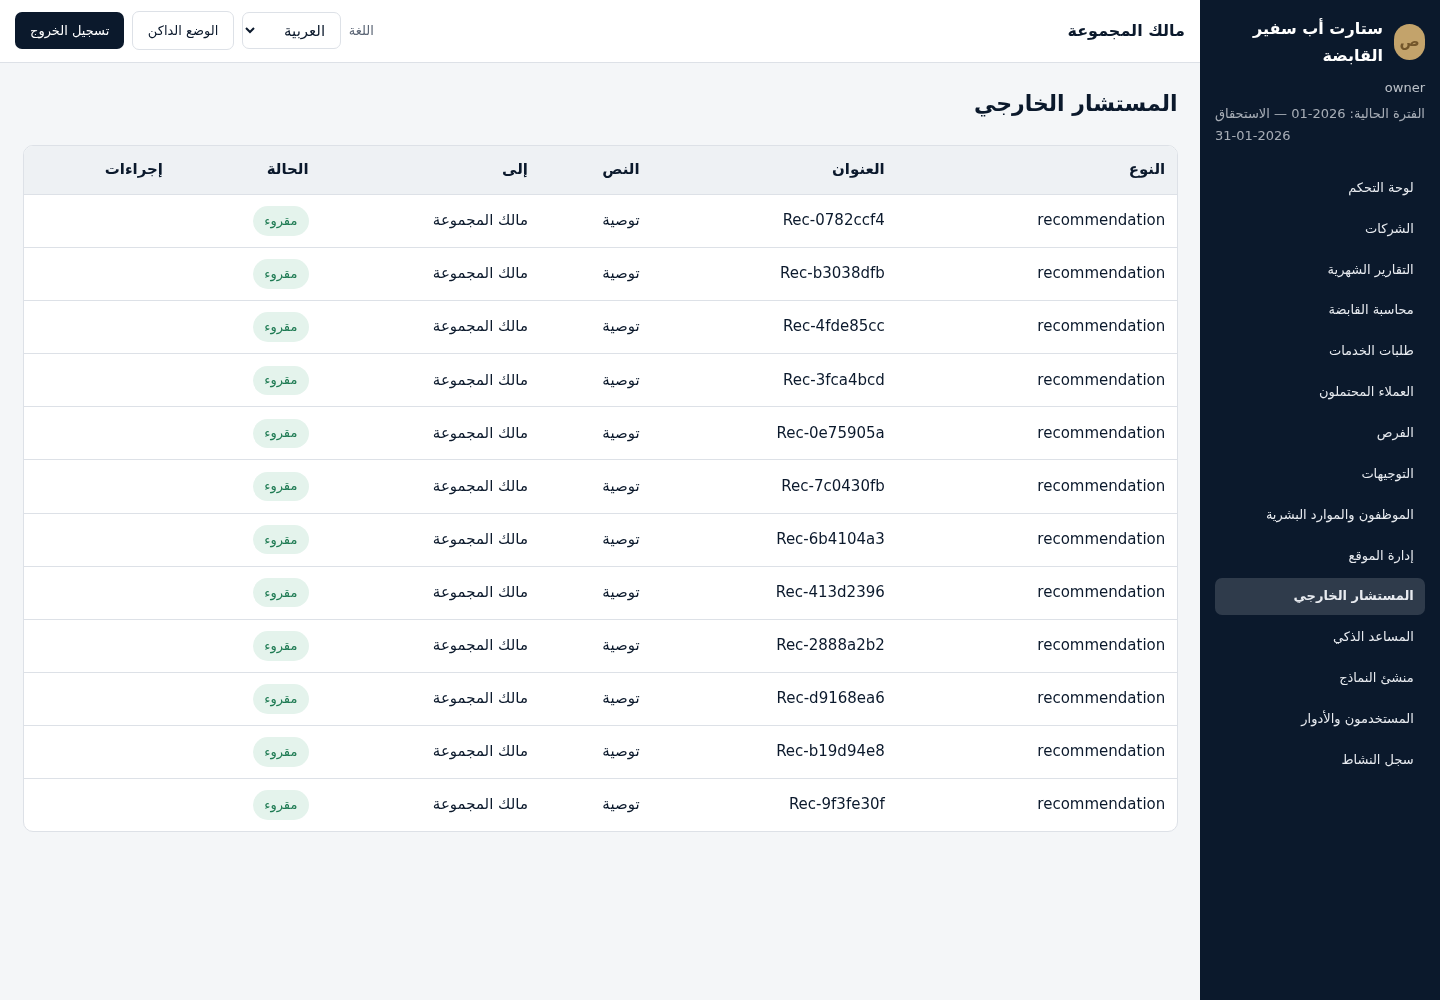 ص
ستارت أب سفير
القابضة
owner
الفترة الحالية: 2026-01 — الاستحقاق
2026-01-31
لوحة التحكم
الشركات
التقارير الشهرية
محاسبة القابضة
طلبات الخدمات
العملاء المحتملون
الفرص
التوجيهات
الموظفون والموارد البشرية
إدارة الموقع
المستشار الخارجي
المساعد الذكي
منشئ النماذج
المستخدمون والأدوار
سجل النشاط
مالك المجموعة اللغة العربية الوضع الداكن تسجيل الخروج
المستشار الخارجي
النوع العنوان النص إلى الحالة إجراءات
recommendation Rec-0782ccf4 توصية مالك المجموعة مقروء
recommendation Rec-b3038dfb توصية مالك المجموعة مقروء
recommendation Rec-4fde85cc توصية مالك المجموعة مقروء
recommendation Rec-3fca4bcd توصية مالك المجموعة مقروء
recommendation Rec-0e75905a توصية مالك المجموعة مقروء
recommendation Rec-7c0430fb توصية مالك المجموعة مقروء
recommendation Rec-6b4104a3 توصية مالك المجموعة مقروء
recommendation Rec-413d2396 توصية مالك المجموعة مقروء
recommendation Rec-2888a2b2 توصية مالك المجموعة مقروء
recommendation Rec-d9168ea6 توصية مالك المجموعة مقروء
recommendation Rec-b19d94e8 توصية مالك المجموعة مقروء
recommendation Rec-9f3fe30f توصية مالك المجموعة مقروء